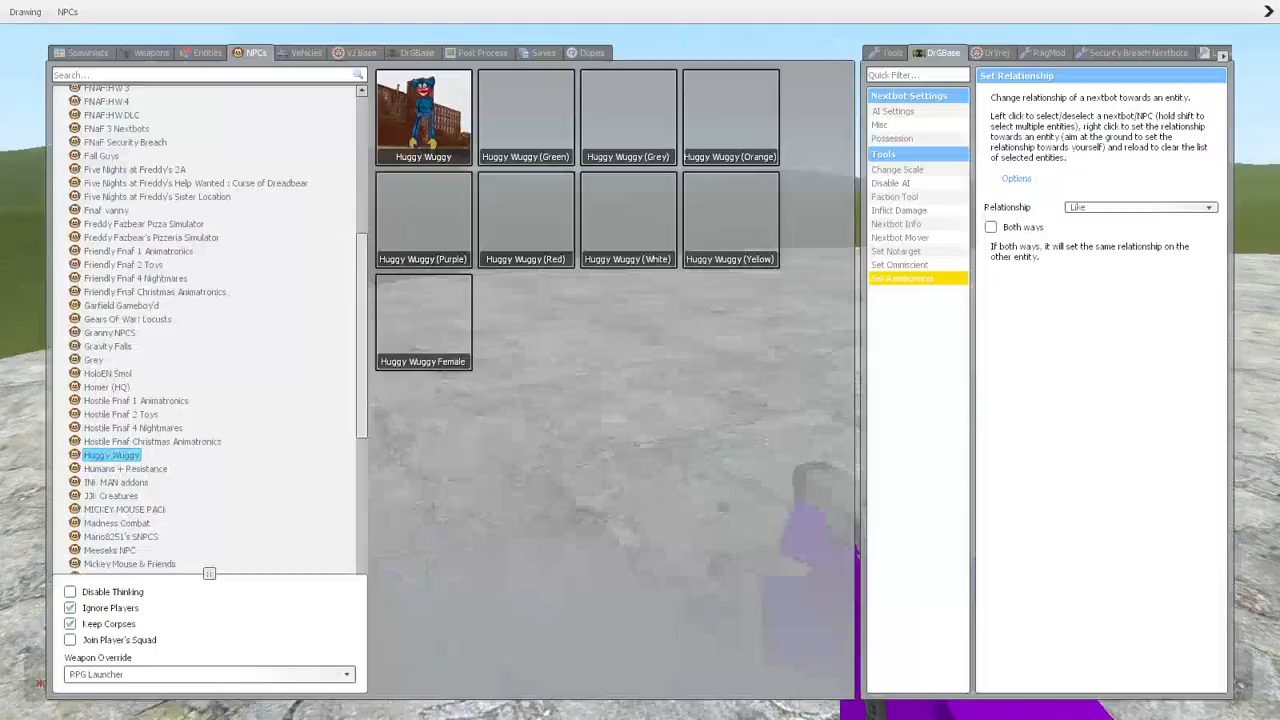 Drawing NPCs
Spawnlists Weapons Entities NPCs Vehicles VJ Base DrGBase Post Process Saves Dupes
Tools DrGBase DrVrej RagMod Security Breach Nextbots
Search...
FNAF:HW 3
FNAF:HW 4
FNAF:HW DLC
FNaF 3 Nextbots
FNaF Security Breach
Fall Guys
Five Nights at Freddy's 2A
Five Nights at Freddy's Help Wanted : Curse of Dreadbear
Five Nights at Freddy's Sister Location
Fnaf vanny
Freddy Fazbear Pizza Simulator
Freddy Fazbear's Pizzeria Simulator
Friendly Fnaf 1 Animatronics
Friendly Fnaf 2 Toys
Friendly Fnaf 4 Nightmares
Friendly Fnaf Christmas Animatronics
Garfield Gameboy'd
Gears Of War: Locusts
Granny NPCS
Gravity Falls
Grey
HoloEN Smol
Homer (HQ)
Hostile Fnaf 1 Animatronics
Hostile Fnaf 2 Toys
Hostile Fnaf 4 Nightmares
Hostile Fnaf Christmas Animatronics
Huggy Wuggy
Humans + Resistance
INK MAN addons
JJK Creatures
MICKEY MOUSE PACK
Madness Combat
Mario8251's SNPCS
Meeseks NPC
Mickey Mouse & Friends
Disable Thinking
Ignore Players
Keep Corpses
Join Player's Squad
Weapon Override
RPG Launcher
Huggy Wuggy
Huggy Wuggy (Green)
Huggy Wuggy (Grey)
Huggy Wuggy (Orange)
Huggy Wuggy (Purple)
Huggy Wuggy (Red)
Huggy Wuggy (White)
Huggy Wuggy (Yellow)
Huggy Wuggy Female
Quick Filter...
Nextbot Settings
AI Settings
Misc
Possession
Tools
Change Scale
Disable AI
Faction Tool
Inflict Damage
Nextbot Info
Nextbot Mover
Set Notarget
Set Omniscient
Set Relationship
Set Relationship
Change relationship of a nextbot towards an entity.
Left click to select/deselect a nextbot/NPC (hold shift to
select multiple entities), right click to set the relationship
towards an entity (aim at the ground to set the
relationship towards yourself) and reload to clear the list
of selected entities.
Options
Relationship
Like
Both ways
If both ways, it will set the same relationship on the
other entity.